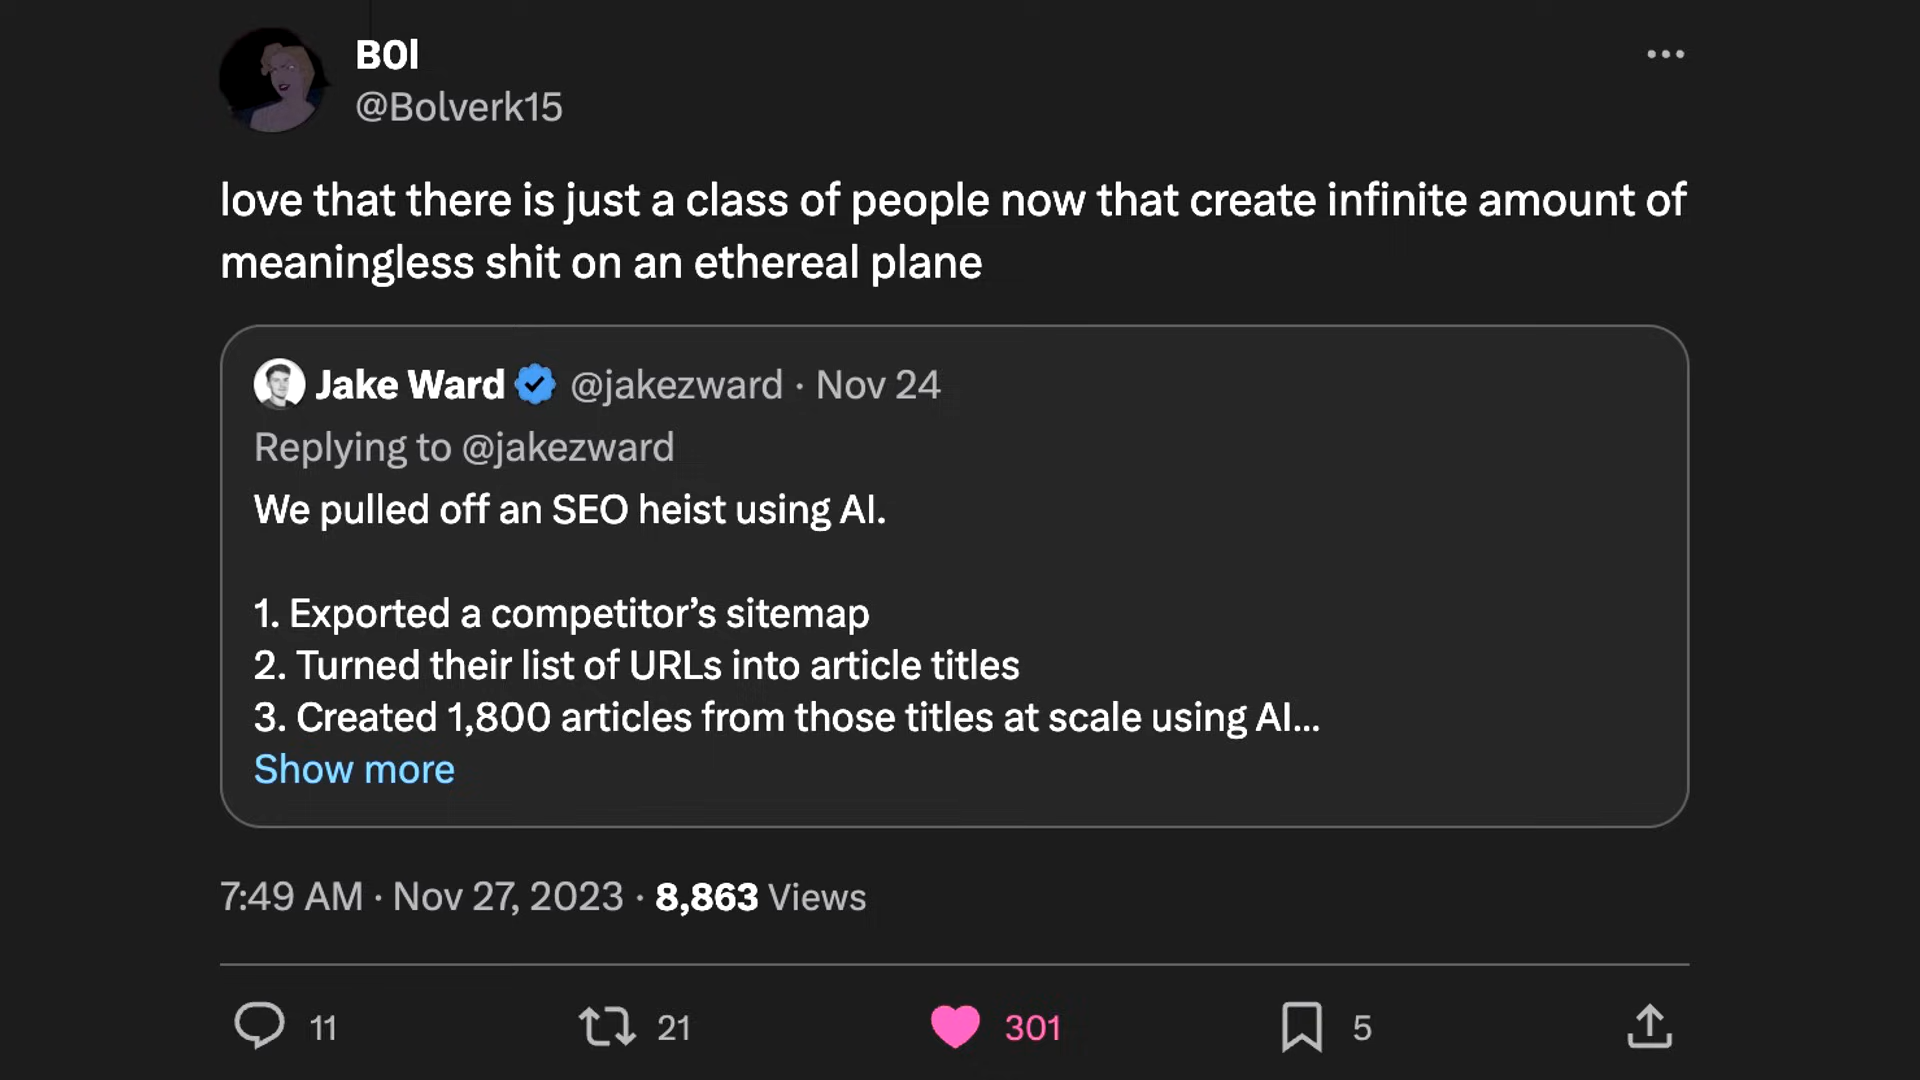 B0l
@Bolverk15
love that there is just a class of people now that create infinite amount of
meaningless shit on an ethereal plane
Jake Ward @jakezward · Nov 24
Replying to @jakezward
We pulled off an SEO heist using AI.
1. Exported a competitor’s sitemap
2. Turned their list of URLs into article titles
3. Created 1,800 articles from those titles at scale using AI...
Show more
7:49 AM · Nov 27, 2023 · 8,863 Views
11 21 301 5